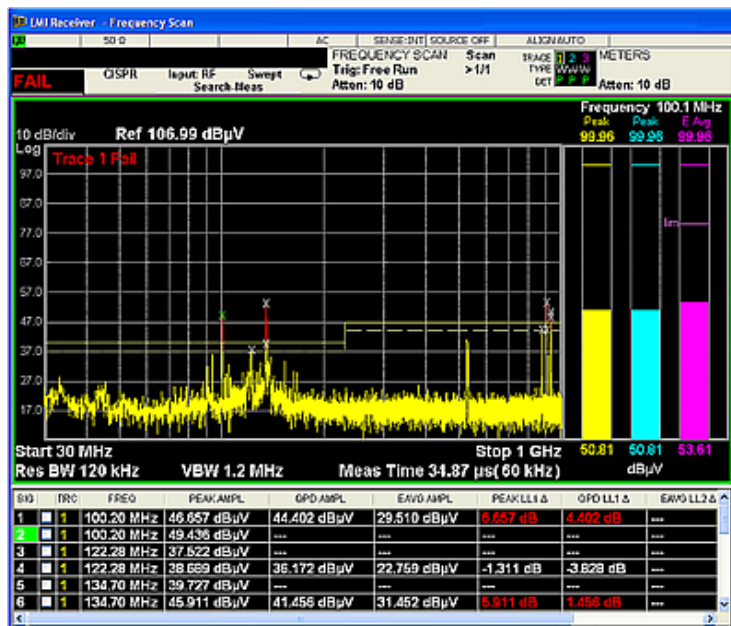 EMI Receiver - Frequency Scan
50 Ω AC SENSE:INT SOURCE OFF ALIGN AUTO
FREQUENCY SCAN Scan TRACE 1 2 3 METERS
Trig: Free Run >1/1 TYPE WWW
Atten: 10 dB DET P P P Atten: 10 dB
FAIL CISPR Input: RF Swept
Search-Meas
Frequency 100.1 MHz
Peak Peak E Avg
99.96 99.96 99.96
10 dB/div Ref 106.99 dBµV
Log
Trace 1 Fail
97.0
87.0
77.0
lim
67.0
57.0
47.0
37.0
27.0
17.0
Start 30 MHz Stop 1 GHz
50.81 50.81 53.61
Res BW 120 kHz VBW 1.2 MHz Meas Time 34.87 µs(60 kHz)
dBµV
SIG TRC FREQ PEAK AMPL QPD AMPL EAVG AMPL PEAK LL1 Δ QPD LL1 Δ EAVG LL2 Δ
1 1 100.20 MHz 46.657 dBµV 44.402 dBµV 29.510 dBµV 6.657 dB 4.402 dB ---
2 1 100.20 MHz 49.436 dBµV --- --- --- --- ---
3 1 122.28 MHz 37.522 dBµV --- --- --- --- ---
4 1 122.28 MHz 38.689 dBµV 36.172 dBµV 22.759 dBµV -1.311 dB -3.828 dB ---
5 1 134.70 MHz 39.727 dBµV --- --- --- --- ---
6 1 134.70 MHz 45.911 dBµV 41.456 dBµV 31.452 dBµV 5.911 dB 1.456 dB ---